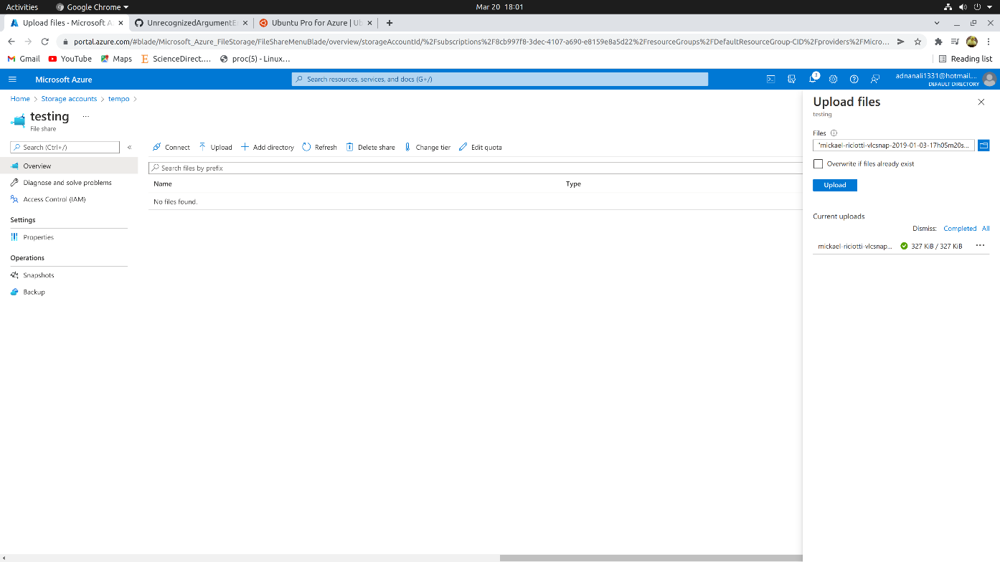 Activities
Google Chrome
Mar 20 18:01
Upload files - Microsoft A
UnrecognizedArgumentE
Ubuntu Pro for Azure | Ub
portal.azure.com/#blade/Microsoft_Azure_FileStorage/FileShareMenuBlade/overview/storageAccountId/%2Fsubscriptions%2F8cb997f8-3dec-4107-a690-e8159e8a5d22%2FresourceGroups%2FDefaultResourceGroup-CID%2Fproviders%2FMicro...
Gmail
YouTube
Maps
ScienceDirect....
proc(5) - Linux...
Reading list
Microsoft Azure
Search resources, services, and docs (G+/)
3
adnanali1331@hotmail....
DEFAULT DIRECTORY
Home > Storage accounts > tempo >
testing ...
File share
Search (Ctrl+/)
«
Overview
Diagnose and solve problems
Access Control (IAM)
Settings
Properties
Operations
Snapshots
Backup
Connect
Upload
Add directory
Refresh
Delete share
Change tier
Edit quota
Search files by prefix
Name
Type
No files found.
Upload files
testing
Files
"mickael-riciotti-vlcsnap-2019-01-03-17h05m20s...
Overwrite if files already exist
Upload
Current uploads
Dismiss: Completed All
mickael-riciotti-vlcsnap... 327 KiB / 327 KiB ...